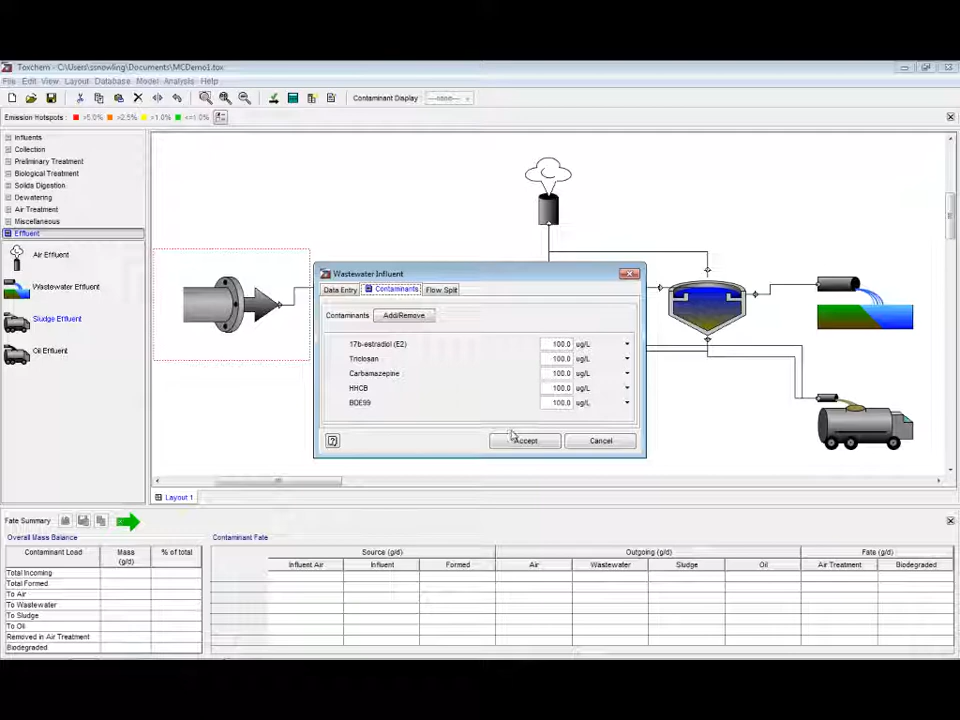 Toxchem - C:\Users\ssnowling\Documents\MCDemo1.tox
File Edit View Layout Database Model Analysis Help
Contaminant Display: ---none---
Emission Hotspots: >5.0% >2.5% >1.0% <=1.0%
Influents
Collection
Preliminary Treatment
Biological Treatment
Solids Digestion
Dewatering
Air Treatment
Miscellaneous
Effluent
Air Effluent
Wastewater Effluent
Sludge Effluent
Oil Effluent
Wastewater Influent
Data Entry Contaminants Flow Split
Contaminants Add/Remove
17b-estradiol (E2) 100.0 ug/L
Triclosan 100.0 ug/L
Carbamazepine 100.0 ug/L
HHCB 100.0 ug/L
BDE99 100.0 ug/L
Accept Cancel
Layout 1
Fate Summary
Overall Mass Balance
Contaminant Load Mass (g/d) % of total
Total Incoming
Total Formed
To Air
To Wastewater
To Sludge
To Oil
Removed in Air Treatment
Biodegraded
Contaminant Fate
Source (g/d) Outgoing (g/d) Fate (g/d)
Influent Air Influent Formed Air Wastewater Sludge Oil Air Treatment Biodegraded